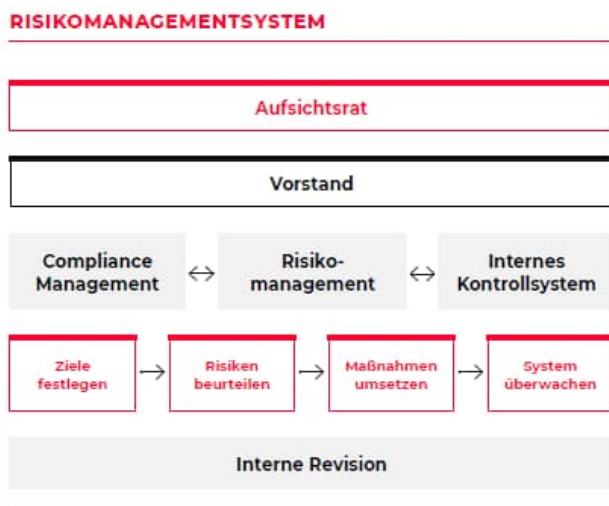 RISIKOMANAGEMENTSYSTEM
Aufsichtsrat
Vorstand
Compliance
Management
Risiko-
management
Internes
Kontrollsystem
Ziele
festlegen
Risiken
beurteilen
Maßnahmen
umsetzen
System
überwachen
Interne Revision